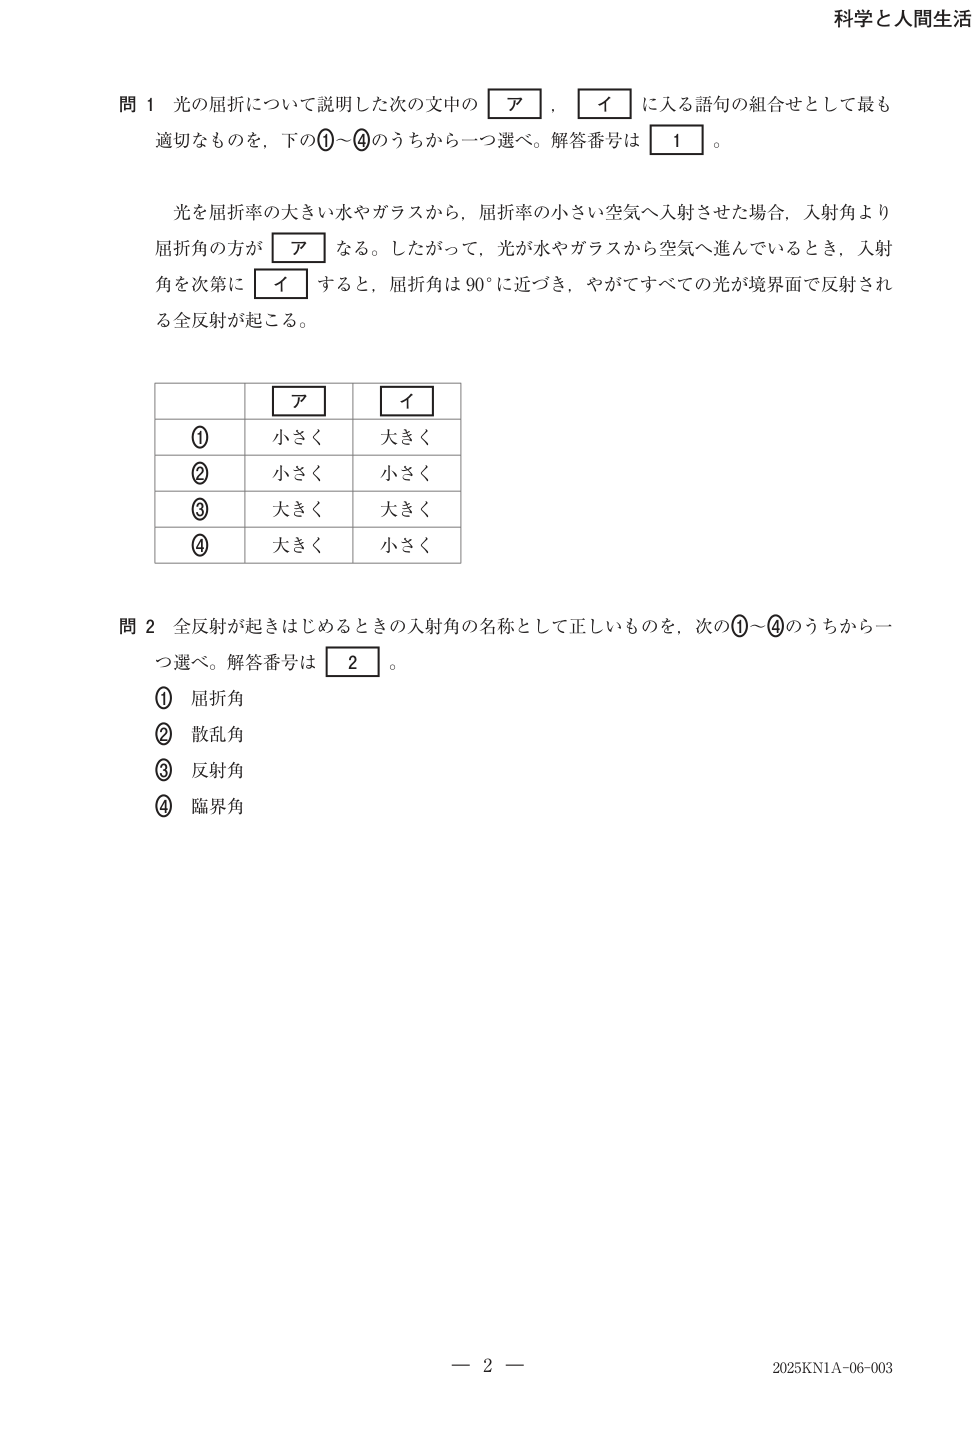 科学と人間生活
問 1 光の屈折について説明した次の文中の ア ， イ に入る語句の組合せとして最も
適切なものを，下の①～④のうちから一つ選べ。解答番号は 1 。
光を屈折率の大きい水やガラスから，屈折率の小さい空気へ入射させた場合，入射角より
屈折角の方が ア なる。したがって，光が水やガラスから空気へ進んでいるとき，入射
角を次第に イ すると，屈折角は 90°に近づき，やがてすべての光が境界面で反射され
る全反射が起こる。
ア イ
① 小さく 大きく
② 小さく 小さく
③ 大きく 大きく
④ 大きく 小さく
問 2 全反射が起きはじめるときの入射角の名称として正しいものを，次の①～④のうちから一
つ選べ。解答番号は 2 。
① 屈折角
② 散乱角
③ 反射角
④ 臨界角
— 2 —
2025KN1A-06-003